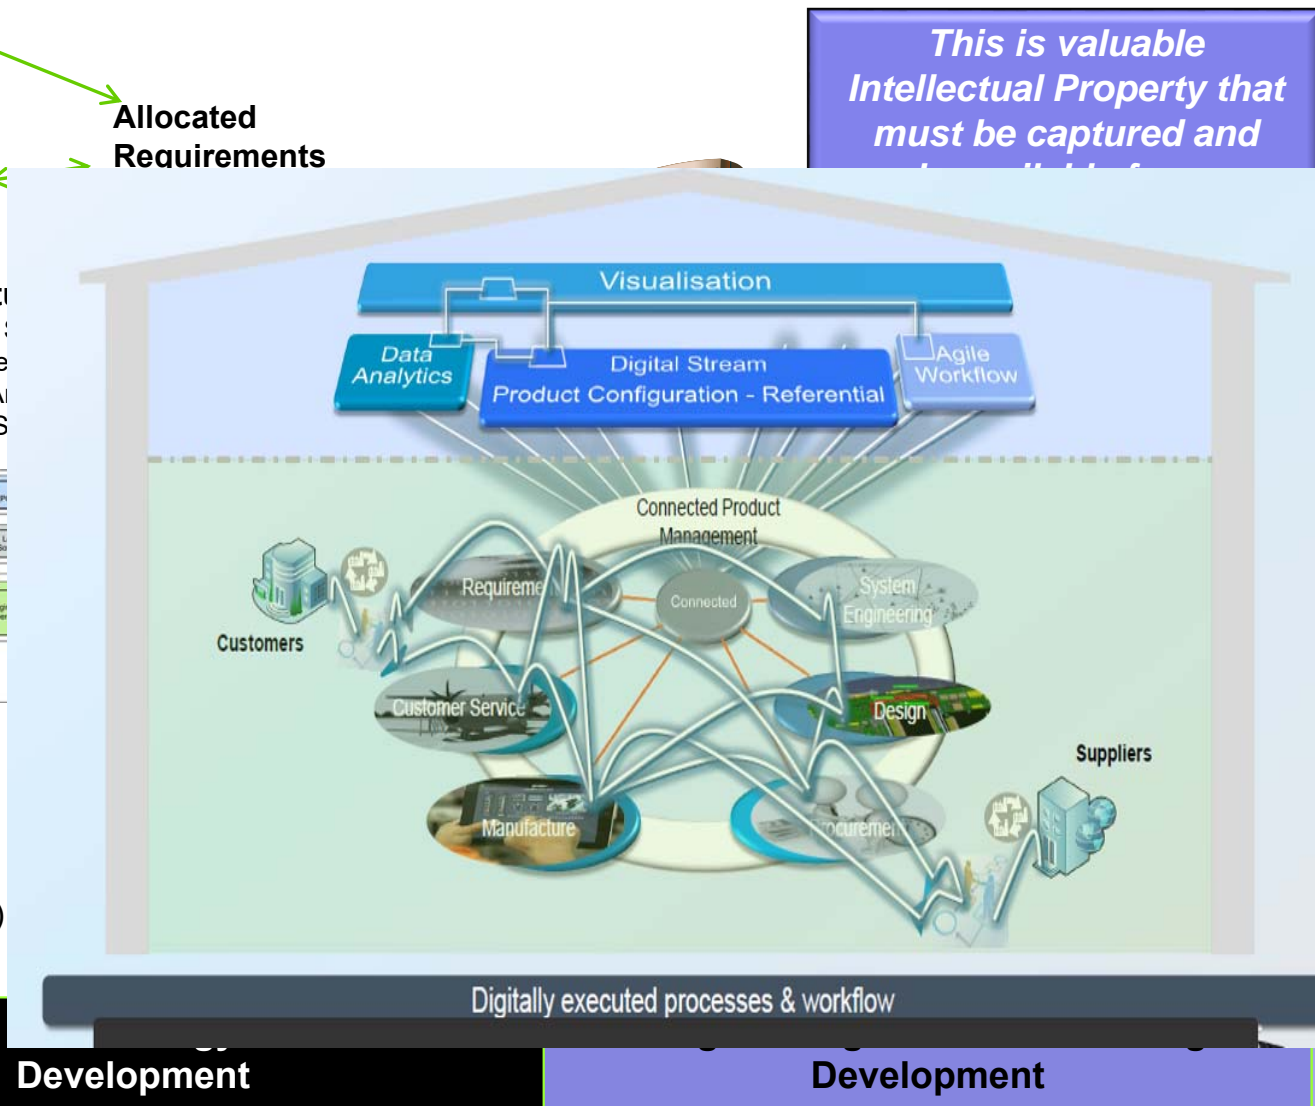 This is valuable
Intellectual Property that
must be captured and
Allocated
Requirements
Visualisation
Data
Analytics
Digital Stream
Product Configuration - Referential
Agile
Workflow
Connected Product
Management
Requirement
Connected
System
Engineering
Customers
Customer Service
Design
Suppliers
Manufacture
Procurement
Digitally executed processes & workflow
Development
Development